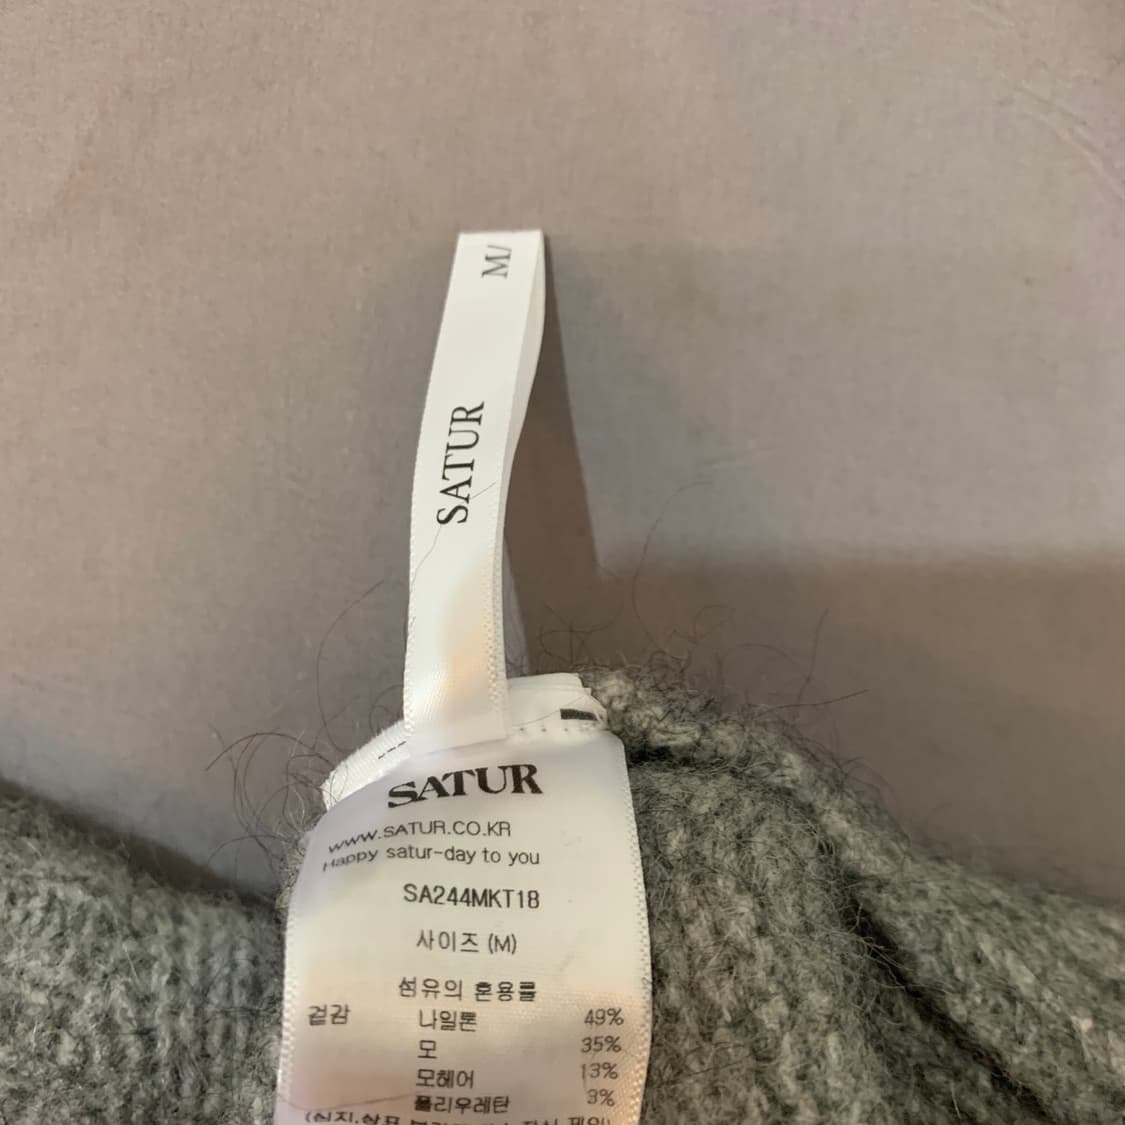 M/
SATUR
SATUR
WWW.SATUR.CO.KR
Happy satur-day to you
SA244MKT18
사이즈 (M)
섬유의 혼용률
겉감 나일론 49%
모 35%
모헤어 13%
폴리우레탄 3%